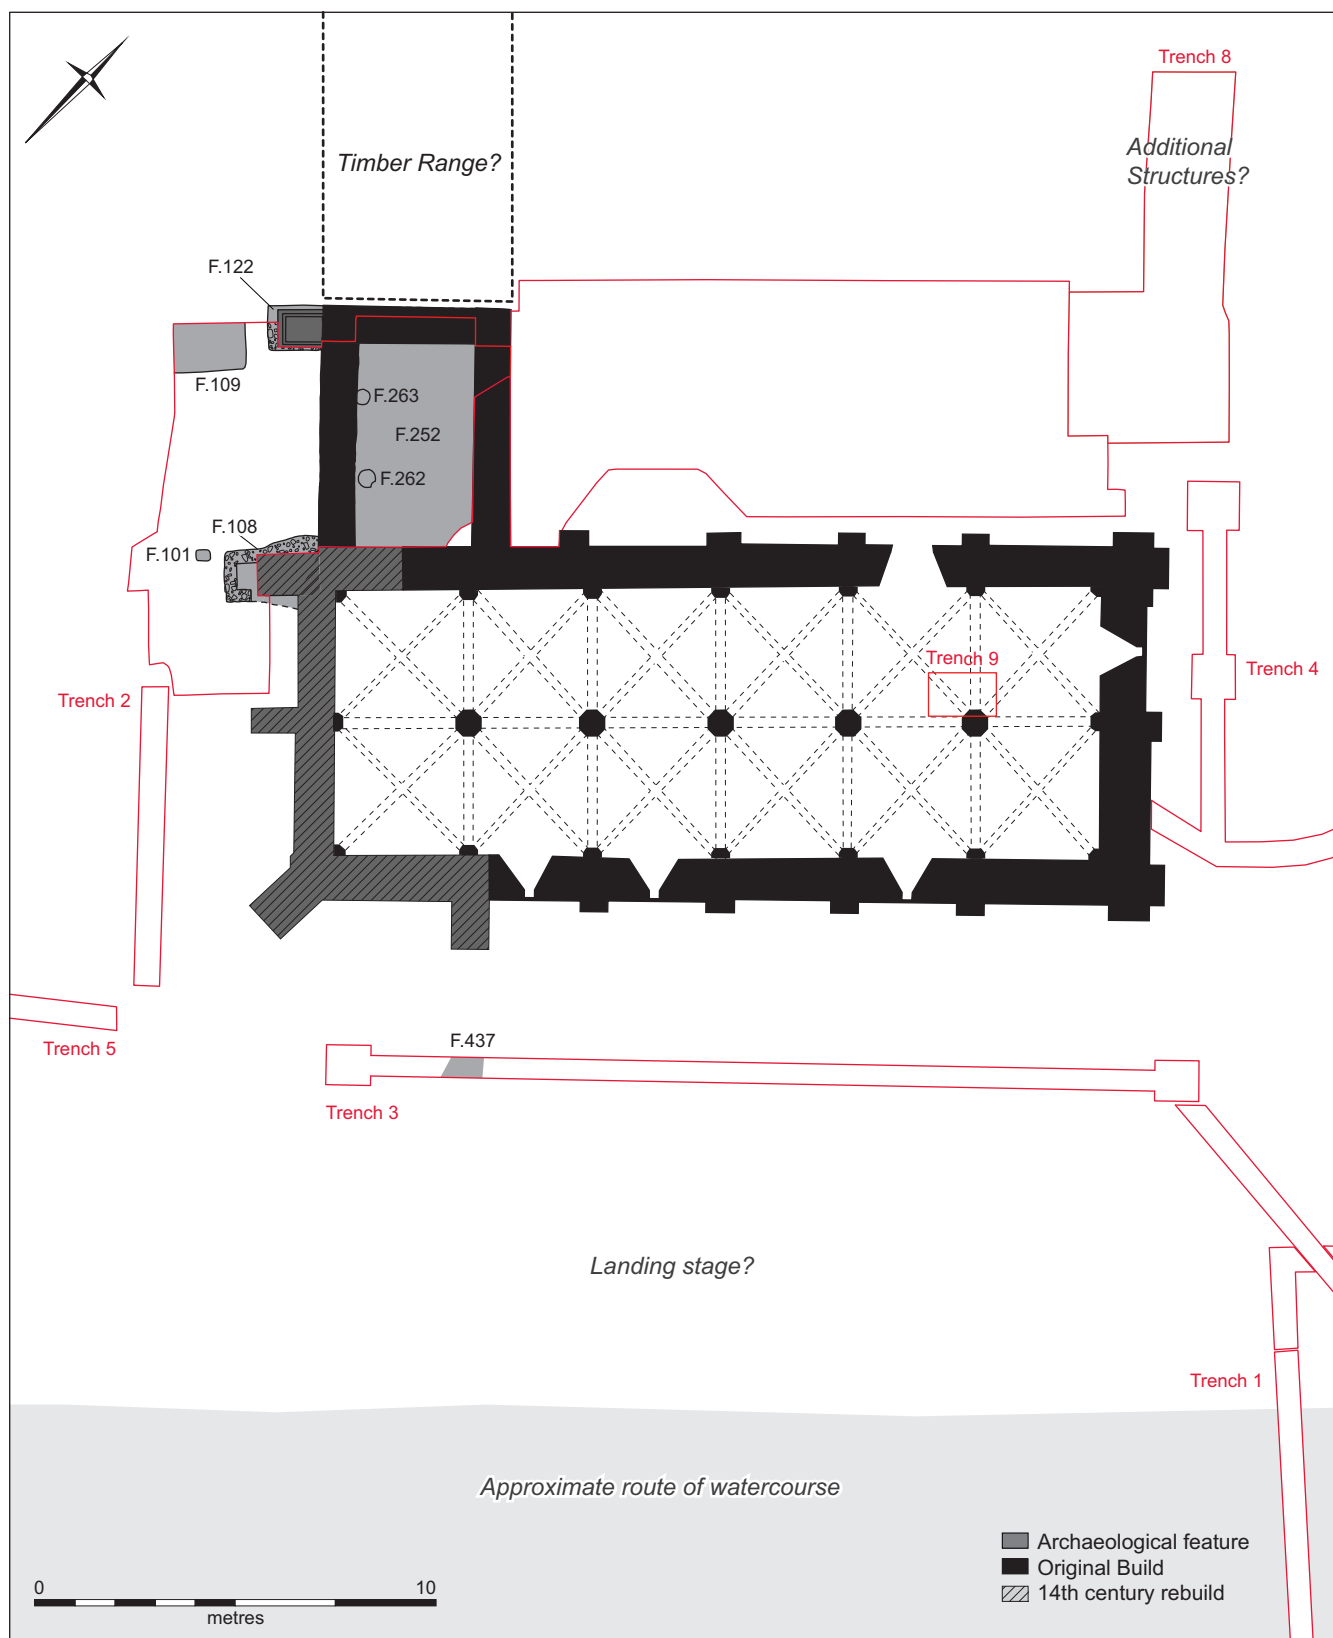 Trench 8
Timber Range?
Additional
Structures?
F.122
F.109
F.263
F.252
F.262
F.108
F.101
Trench 9
Trench 4
Trench 2
F.437
Trench 5
Trench 3
Landing stage?
Trench 1
Approximate route of watercourse
Archaeological feature
Original Build
14th century rebuild
0 10
metres